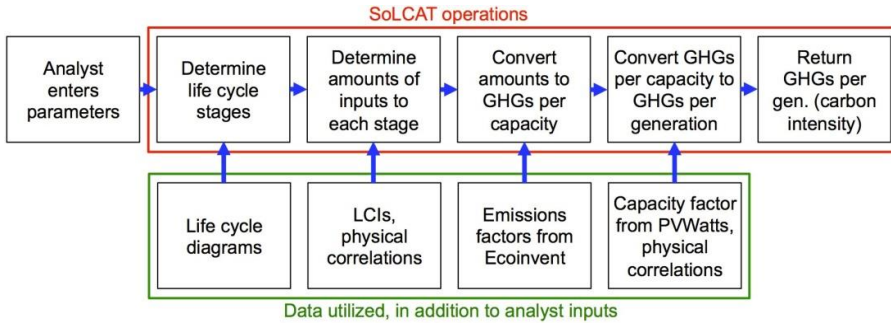 SoLCAT operations
Analyst
enters
parameters
Determine
life cycle
stages
Determine
amounts of
inputs to
each stage
Convert
amounts to
GHGs per
capacity
Convert GHGs
per capacity to
GHGs per
generation
Return
GHGs per
gen. (carbon
intensity)
Life cycle
diagrams
LCIs,
physical
correlations
Emissions
factors from
Ecoinvent
Capacity factor
from PVWatts,
physical
correlations
Data utilized, in addition to analyst inputs